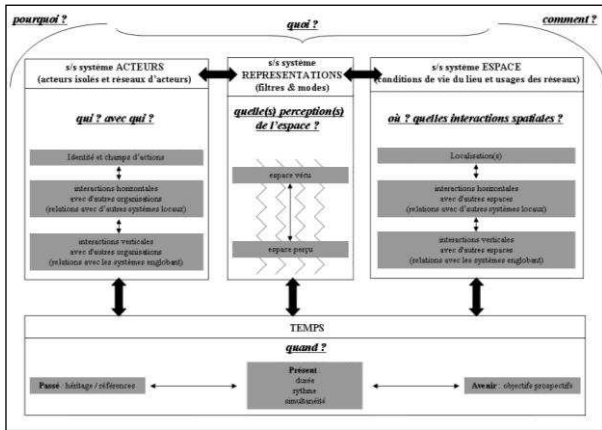 pourquoi ?
quoi ?
comment ?
s/s système ACTEURS
(acteurs isolés et réseaux d'acteurs)
qui ? avec qui ?
Identité et champs d'actions
interactions horizontales
avec d'autres organisations
(relations avec d'autres systèmes locaux)
interactions verticales
avec d'autres organisations
(relations avec les systèmes englobant)
s/s système
REPRESENTATIONS
(filtres & modes)
quelle(s) perception(s)
de l'espace ?
espace vécu
espace perçu
s/s système ESPACE
(conditions de vie du lieu et usages des réseaux)
où ? quelles interactions spatiales ?
Localisation(s)
interactions horizontales
avec d'autres espaces
(relations avec d'autres systèmes locaux)
interactions verticales
avec d'autres espaces
(relations avec les systèmes englobant)
TEMPS
quand ?
Passé : héritage / références
Présent :
durée
rythme
simultanéité
Avenir : objectifs prospectifs